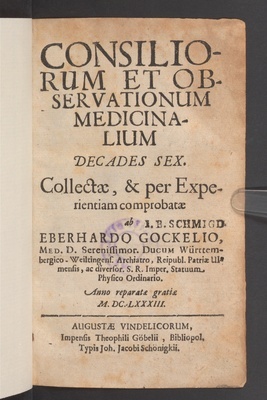 CONSILIO-
RUM ET OB-
SERVATIONUM
MEDICINA-
LIUM
DECADES SEX.
Collectæ, & per Expe-
rientiam comprobatæ
ab I. B. SCHMIGD
EBERHARDO GOCKELIO,
MED. D. Serenissimor. DUCUM Württem-
bergico-Weiltingens. Archiatro, Reipubl. Patriæ Ul-
mensis, ac diversor. S. R. Imper. Statuum,
Physico Ordinario.
Anno reparatæ gratiæ
M. DC. LXXXIII.
AUGUSTÆ VINDELICORUM,
Impensis Theophili Göbelii, Bibliopol.
Typis Joh. Jacobi Schönigkii.